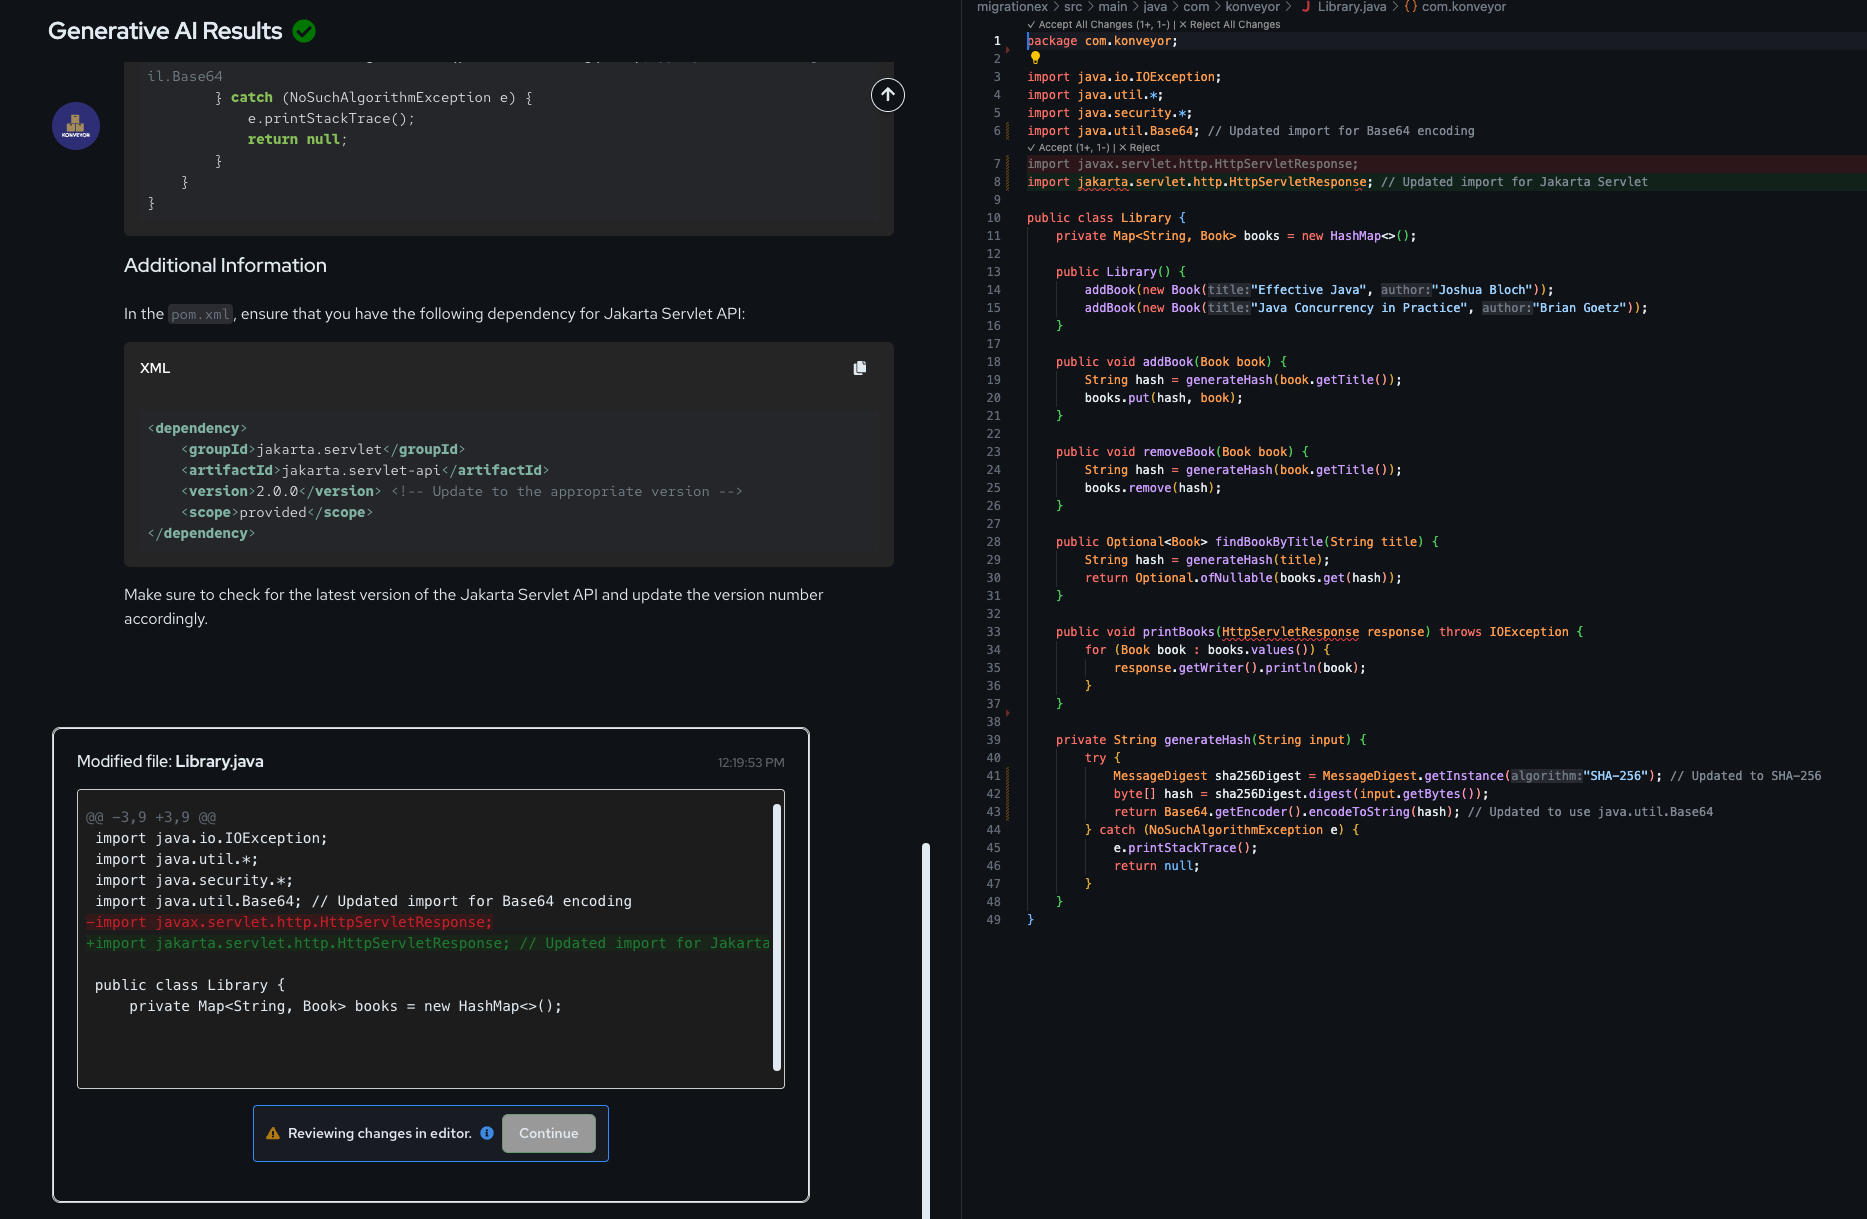 Generative AI Results
il.Base64
        } catch (NoSuchAlgorithmException e) {
            e.printStackTrace();
            return null;
        }
    }
}
KONVEYOR
Additional Information
In the pom.xml, ensure that you have the following dependency for Jakarta Servlet API:
XML
<dependency>
    <groupId>jakarta.servlet</groupId>
    <artifactId>jakarta.servlet-api</artifactId>
    <version>2.0.0</version> <!-- Update to the appropriate version -->
    <scope>provided</scope>
</dependency>
Make sure to check for the latest version of the Jakarta Servlet API and update the version number
accordingly.
Modified file: Library.java 12:19:53 PM
@@ -3,9 +3,9 @@
 import java.io.IOException;
 import java.util.*;
 import java.security.*;
 import java.util.Base64; // Updated import for Base64 encoding
-import javax.servlet.http.HttpServletResponse;
+import jakarta.servlet.http.HttpServletResponse; // Updated import for Jakarta
 public class Library {
     private Map<String, Book> books = new HashMap<>();
Reviewing changes in editor. Continue
migrationex > src > main > java > com > konveyor > J Library.java > {} com.konveyor
✓ Accept All Changes (1+, 1-) | ✕ Reject All Changes
1 package com.konveyor;
2
3 import java.io.IOException;
4 import java.util.*;
5 import java.security.*;
6 import java.util.Base64; // Updated import for Base64 encoding
✓ Accept (1+, 1-) | ✕ Reject
7 import javax.servlet.http.HttpServletResponse;
8 import jakarta.servlet.http.HttpServletResponse; // Updated import for Jakarta Servlet
9
10 public class Library {
11     private Map<String, Book> books = new HashMap<>();
12
13     public Library() {
14         addBook(new Book(title:"Effective Java", author:"Joshua Bloch"));
15         addBook(new Book(title:"Java Concurrency in Practice", author:"Brian Goetz"));
16     }
17
18     public void addBook(Book book) {
19         String hash = generateHash(book.getTitle());
20         books.put(hash, book);
21     }
22
23     public void removeBook(Book book) {
24         String hash = generateHash(book.getTitle());
25         books.remove(hash);
26     }
27
28     public Optional<Book> findBookByTitle(String title) {
29         String hash = generateHash(title);
30         return Optional.ofNullable(books.get(hash));
31     }
32
33     public void printBooks(HttpServletResponse response) throws IOException {
34         for (Book book : books.values()) {
35             response.getWriter().println(book);
36         }
37     }
38
39     private String generateHash(String input) {
40         try {
41             MessageDigest sha256Digest = MessageDigest.getInstance(algorithm:"SHA-256"); // Updated to SHA-256
42             byte[] hash = sha256Digest.digest(input.getBytes());
43             return Base64.getEncoder().encodeToString(hash); // Updated to use java.util.Base64
44         } catch (NoSuchAlgorithmException e) {
45             e.printStackTrace();
46             return null;
47         }
48     }
49 }